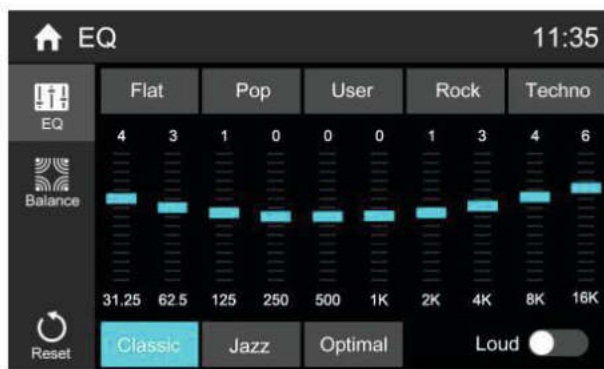 EQ 11:35
Flat Pop User Rock Techno
EQ
4 3 1 0 0 0 1 3 4 6
Balance
31.25 62.5 125 250 500 1K 2K 4K 8K 16K
Reset
Classic Jazz Optimal Loud